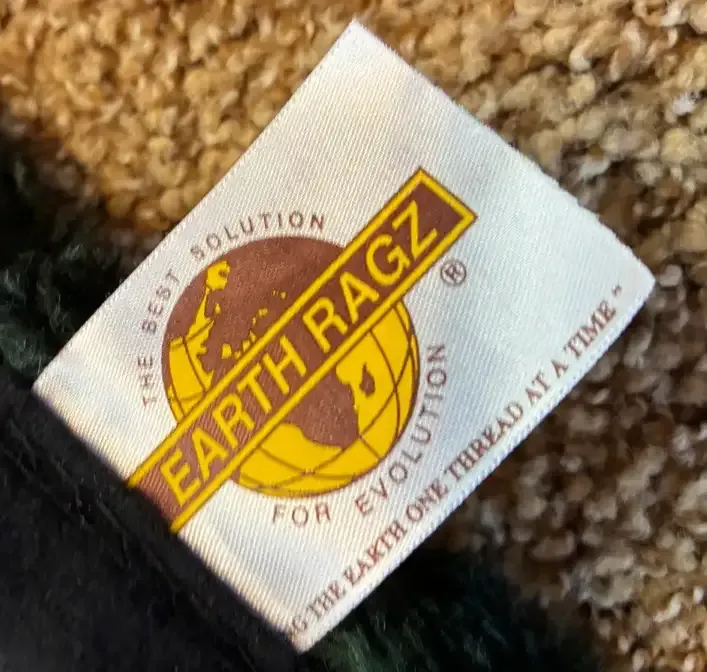 THE BEST SOLUTION
EARTH RAGZ ®
FOR EVOLUTION
THE EARTH ONE THREAD AT A TIME "